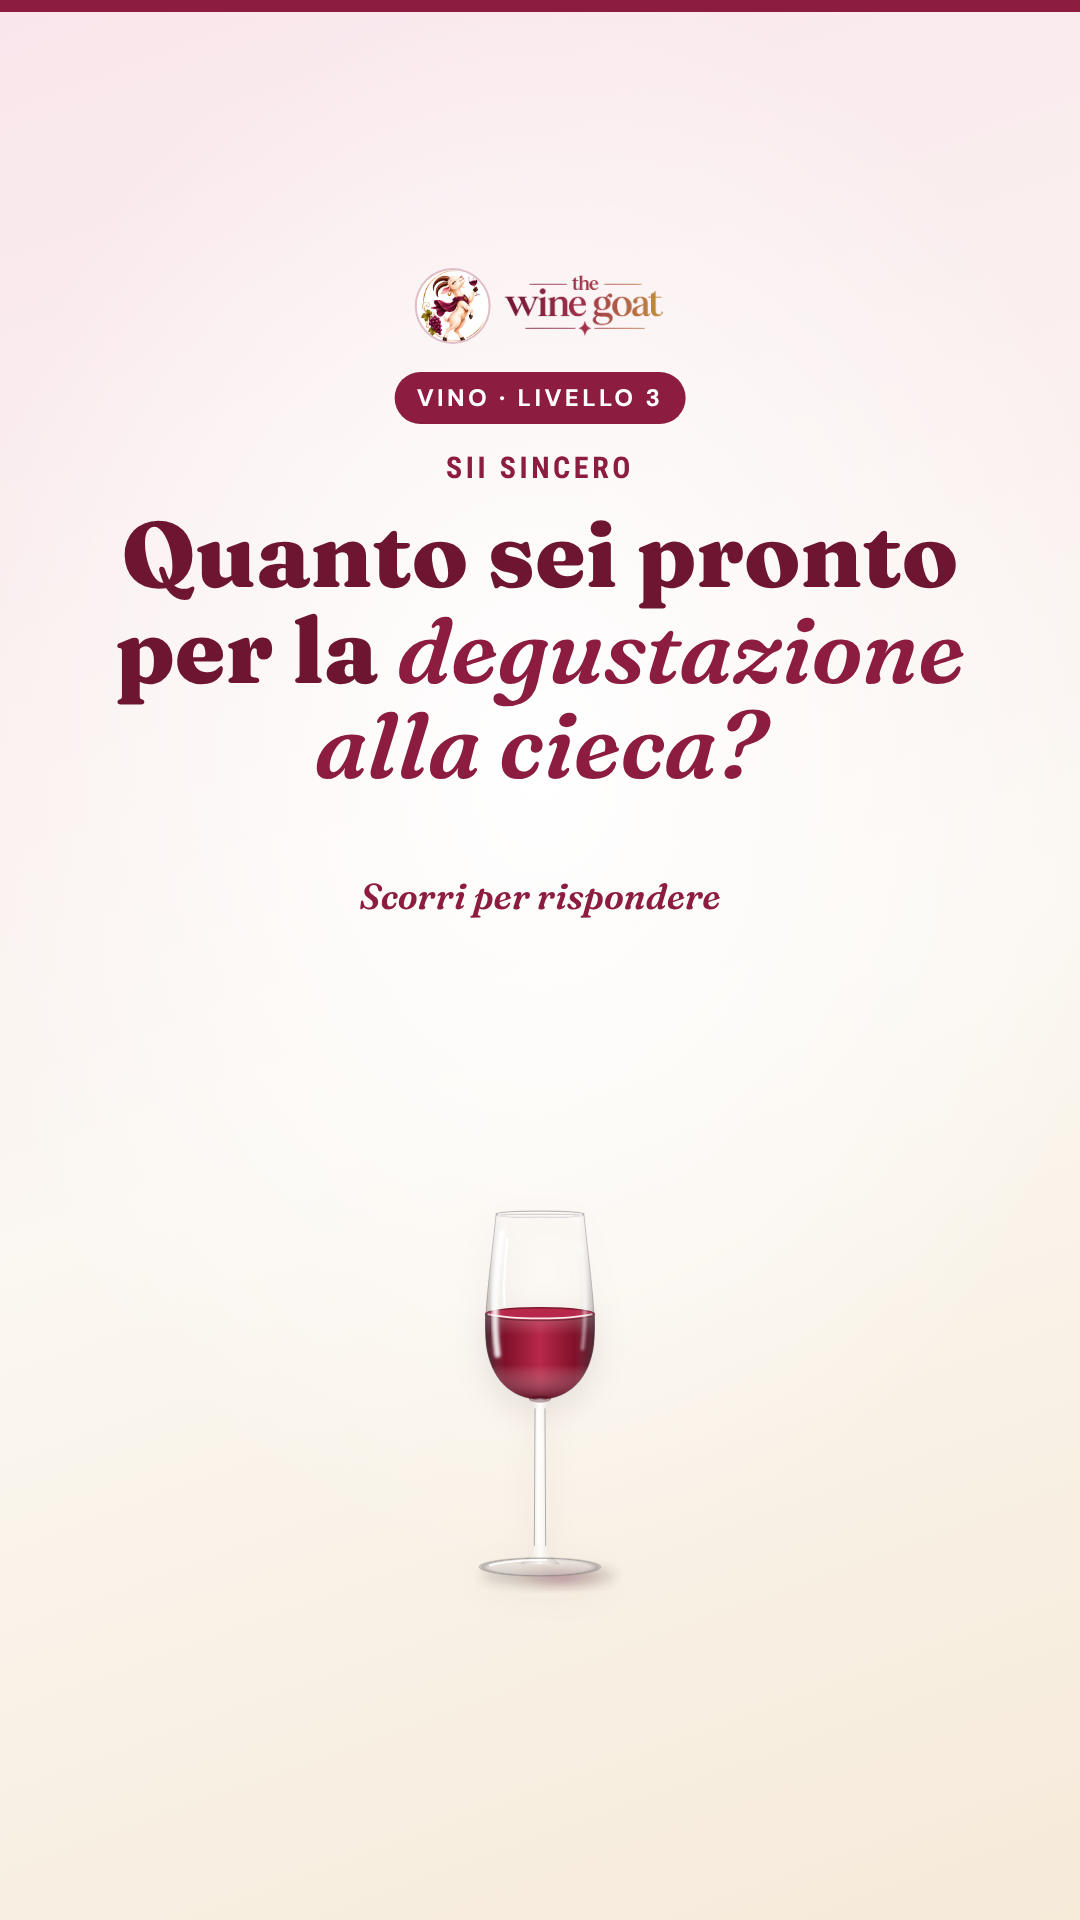 the
wine goat
VINO · LIVELLO 3
SII SINCERO
Quanto sei pronto
per la degustazione
alla cieca?
Scorri per rispondere